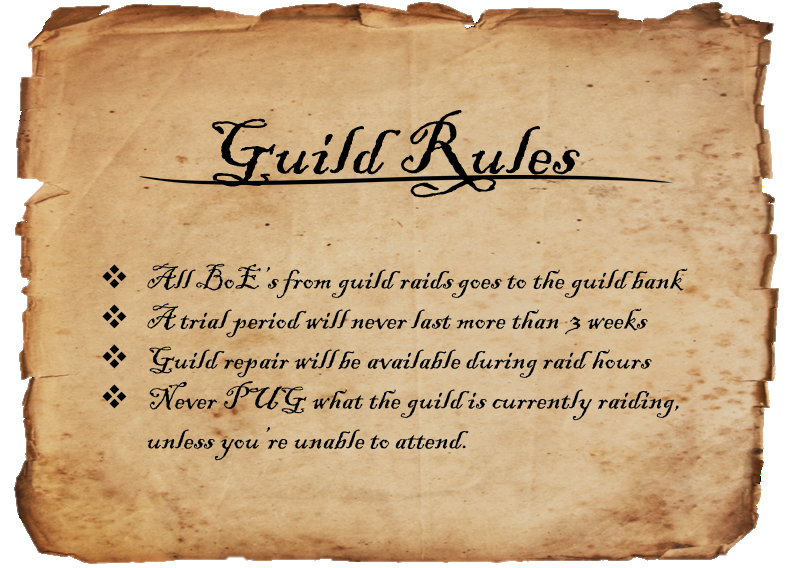 Guild Rules
❖ All BoE's from guild raids goes to the guild bank
❖ A trial period will never last more than 3 weeks
❖ Guild repair will be available during raid hours
❖ Never PUG what the guild is currently raiding,
unless you're unable to attend.